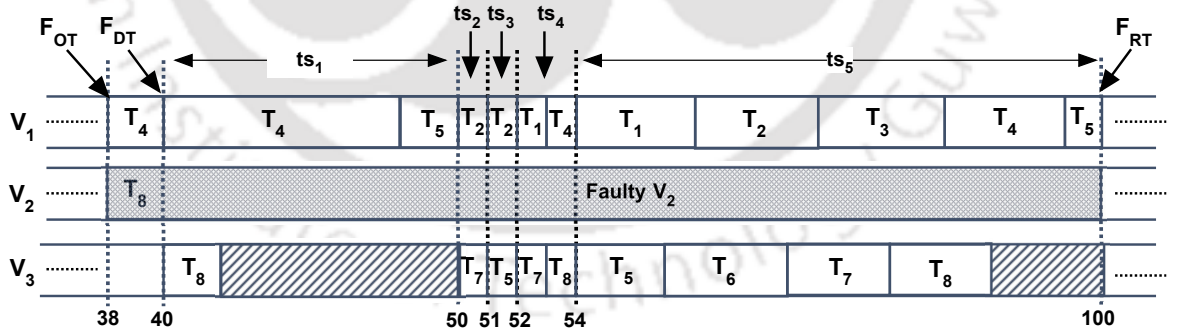 F_OT F_DT ts_1 ts_2 ts_3 ts_4 ts_5 F_RT
V_1 ........ T_4 T_4 T_5 T_2 T_2 T_1 T_4 T_1 T_2 T_3 T_4 T_5 ........
V_2 ........ T_8 Faulty V_2 ........
V_3 ........ T_8 T_7 T_5 T_7 T_8 T_5 T_6 T_7 T_8 ........
38 40 50 51 52 54 100